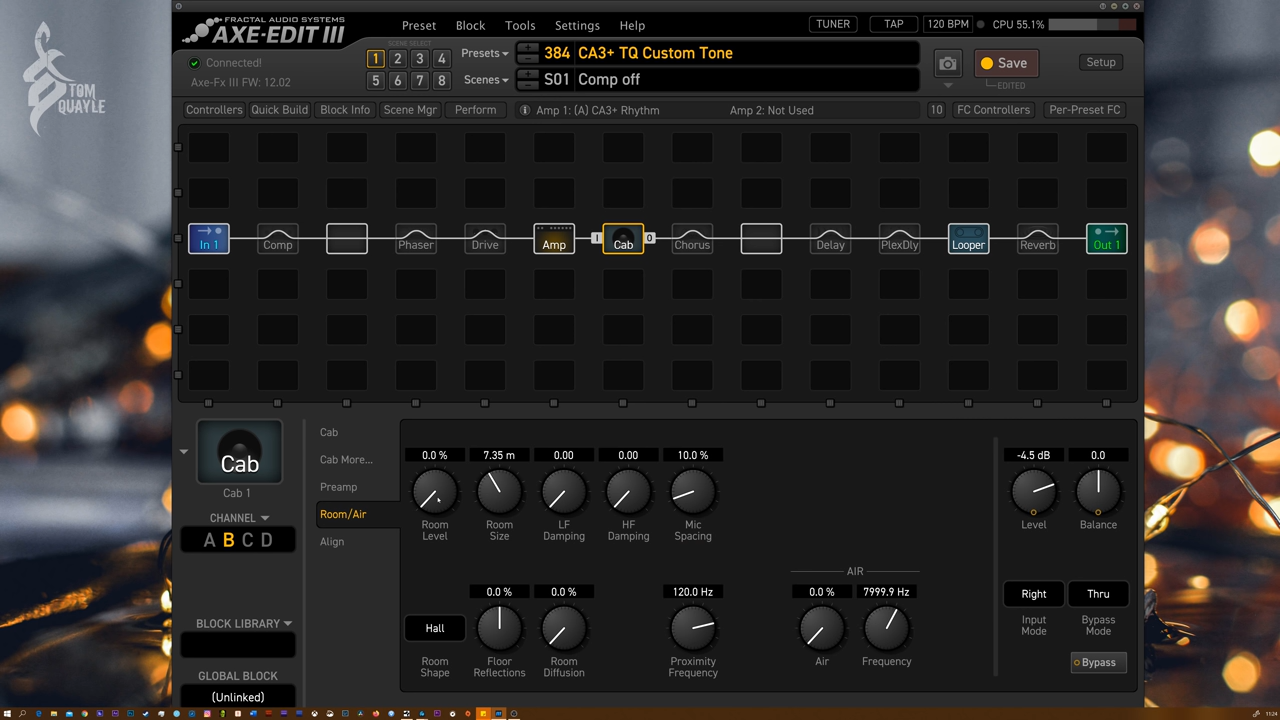 TOM
QUAYLE
FRACTAL AUDIO SYSTEMS
AXE-EDIT III
Preset Block Tools Settings Help
TUNER TAP 120 BPM CPU 55.1%
SCENE SELECT
1 2 3 4
5 6 7 8
Connected!
Axe-Fx III FW: 12.02
Presets 384 CA3+ TQ Custom Tone
Scenes S01 Comp off
Save
EDITED
Setup
Controllers Quick Build Block Info Scene Mgr Perform Amp 1: (A) CA3+ Rhythm Amp 2: Not Used 10 FC Controllers Per-Preset FC
In 1 Comp Phaser Drive Amp I Cab O Chorus Delay PlexDly Looper Reverb Out 1
Cab
Cab 1
CHANNEL
A B C D
BLOCK LIBRARY
GLOBAL BLOCK
(Unlinked)
Cab
Cab More...
Preamp
Room/Air
Align
0.0 % 7.35 m 0.00 0.00 10.0 % -4.5 dB 0.0
Room Level
Room Size
LF Damping
HF Damping
Mic Spacing
Level
Balance
AIR
0.0 % 0.0 % 120.0 Hz 0.0 % 7999.9 Hz
Hall
Room Shape
Floor Reflections
Room Diffusion
Proximity Frequency
Air
Frequency
Right Thru
Input Mode
Bypass Mode
Bypass
11:24